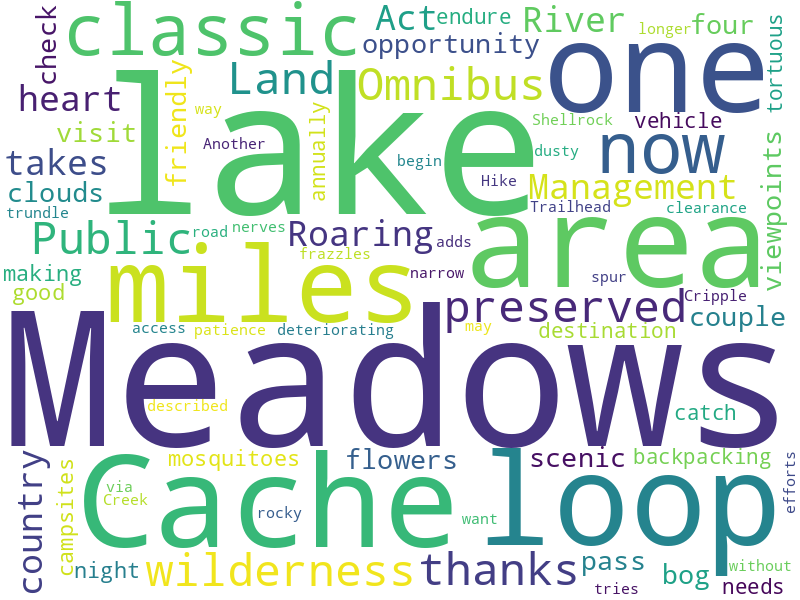 classic
Act
endure
River
longer
four
check
opportunity
one
tortuous
heart
Land
Omnibus
friendly
lake
way
annually
Shellrock
vehicle
visit
Another
now
takes
begin
dusty
viewpoints
clouds
Hike
Management
trundle
Trailhead
clearance
Public
road
nerves
Roaring
adds
area
frazzles
making
miles
narrow
spur
good
preserved
Cripple
couple
access
patience
deteriorating
may
destination
Meadows
described
catch
country
campsites
mosquitoes
flowers
scenic
backpacking
efforts
via
Creek
Cache
rocky
want
loop
night
wilderness
thanks
pass
bog
without
needs
tries